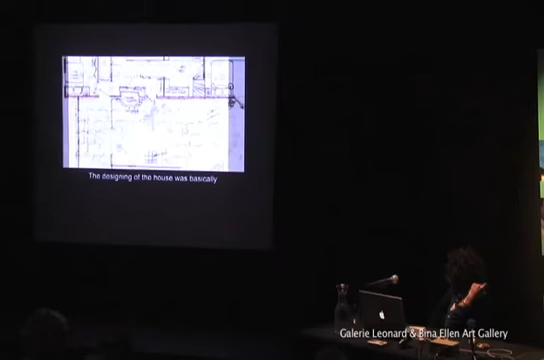 The designing of the house was basically
Galerie Leonard & Bina Ellen Art Gallery